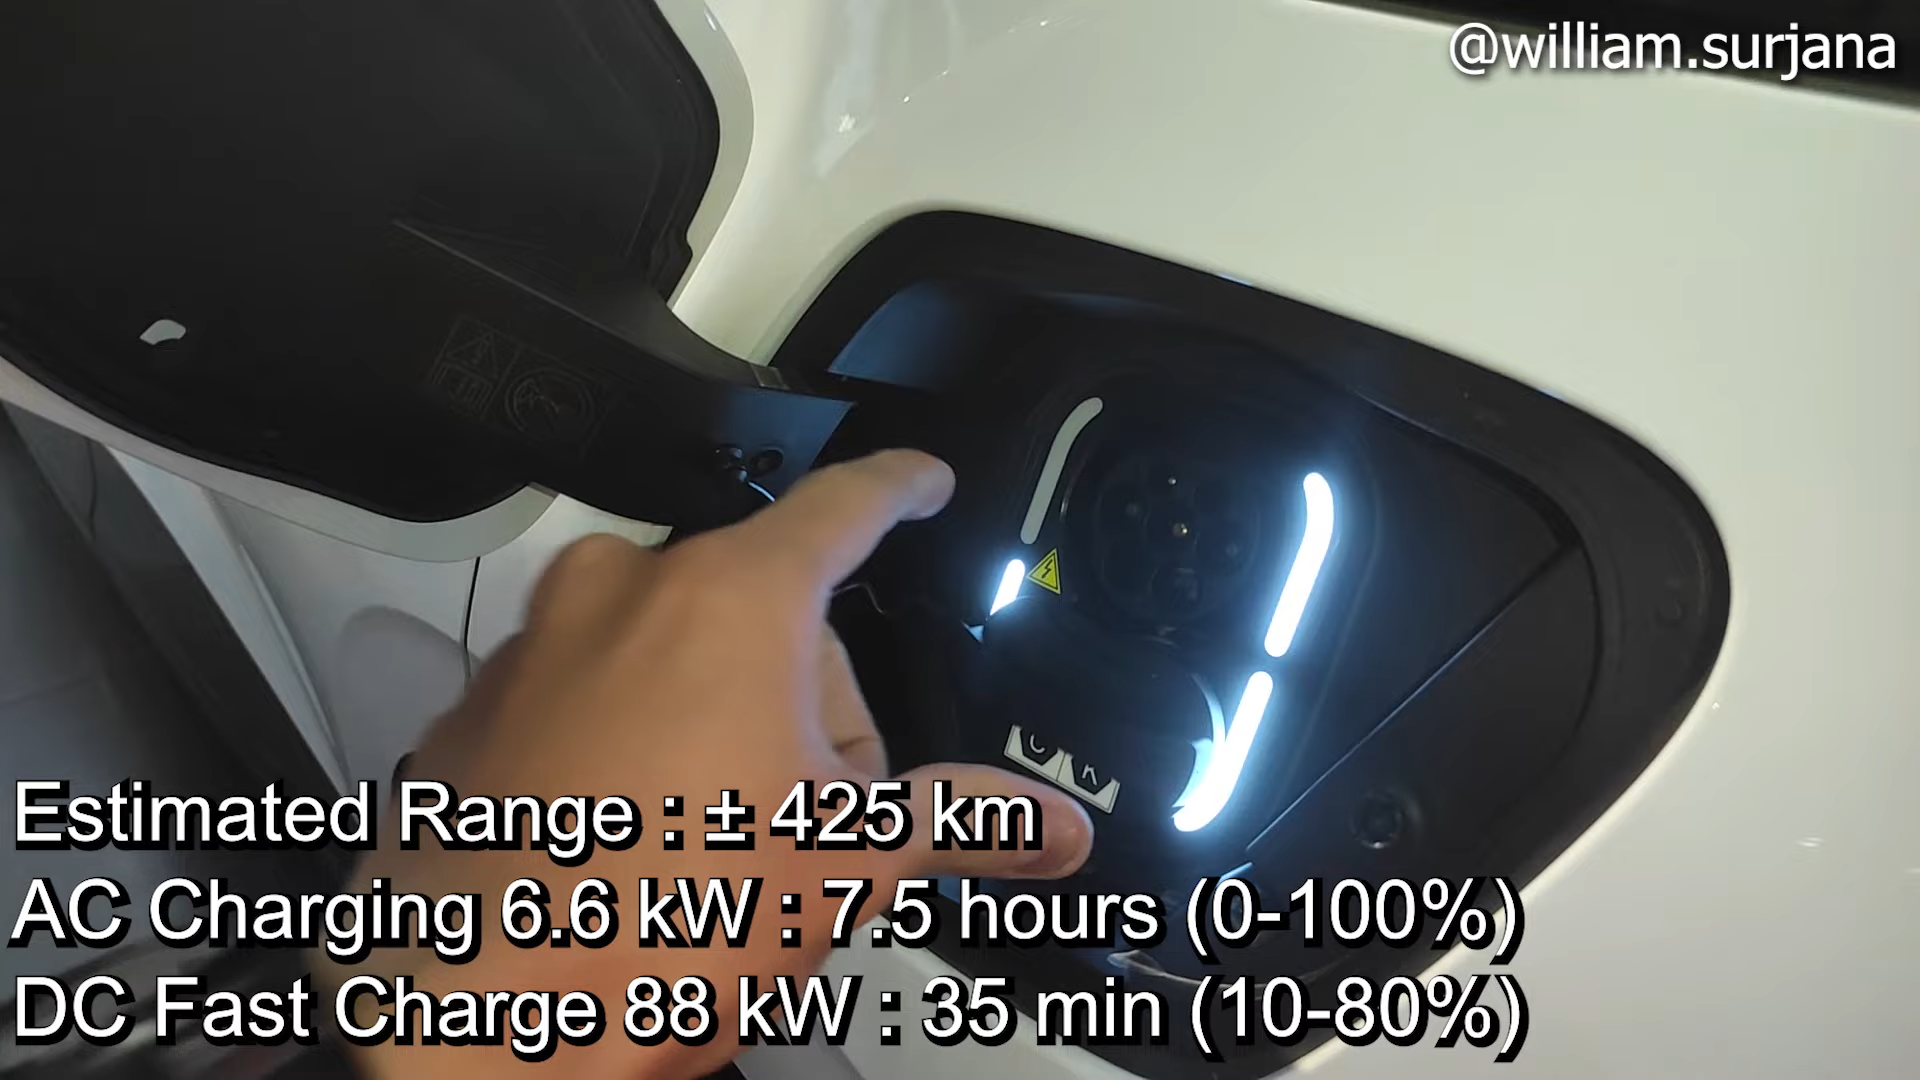 @william.surjana
C K
Estimated Range : ± 425 km
AC Charging 6.6 kW : 7.5 hours (0-100%)
DC Fast Charge 88 kW : 35 min (10-80%)